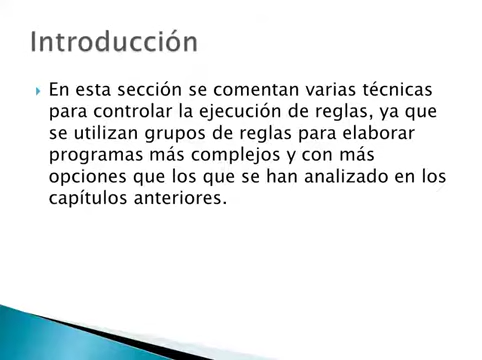 Introducción
En esta sección se comentan varias técnicas
para controlar la ejecución de reglas, ya que
se utilizan grupos de reglas para elaborar
programas más complejos y con más
opciones que los que se han analizado en los
capítulos anteriores.